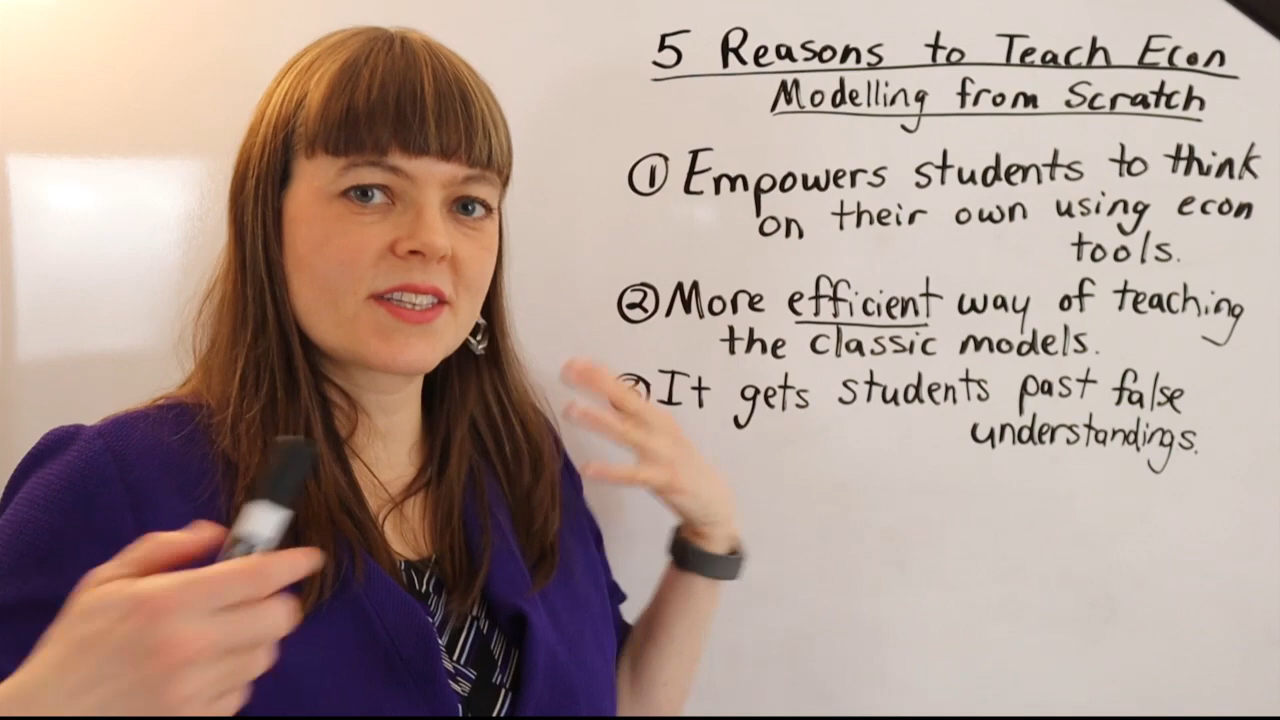 5 Reasons to Teach Econ
Modelling from Scratch
① Empowers students to think
on their own using econ
tools.
② More efficient way of teaching
the classic models.
③ It gets students past false
understandings.